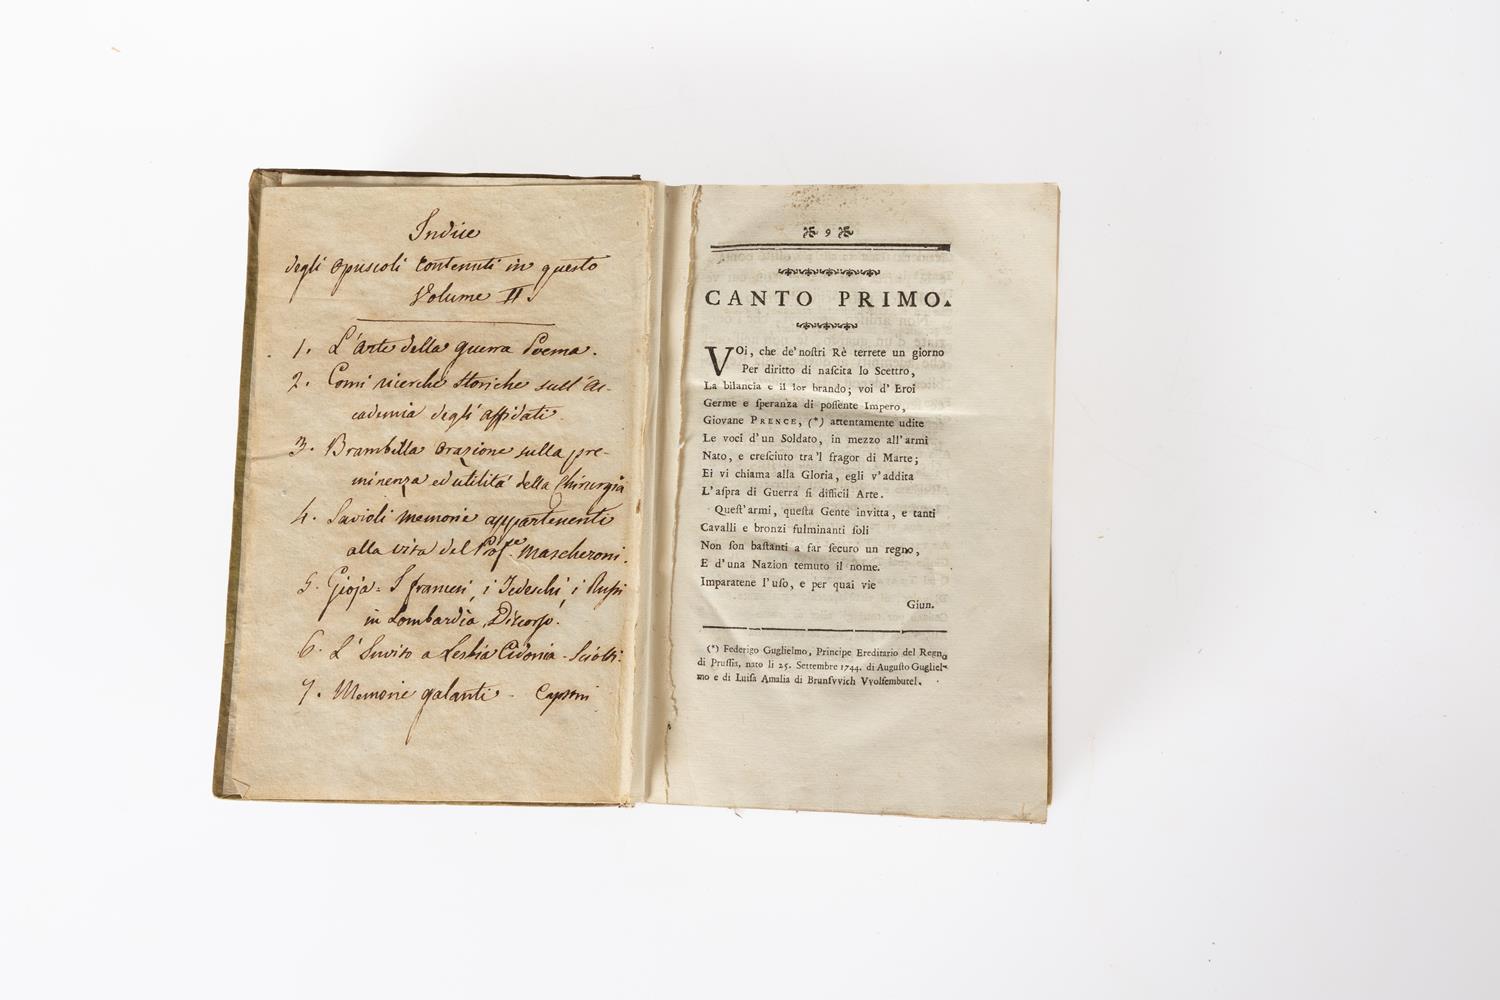 Indice
degli opuscoli contenuti in questo
Volume II.
1. L'Arte della guerra Poema.
2. Comi ricerche storiche sull'Ac-
cademia degli affidati.
3. Brambilla orazione sulla pre-
minenza ed utilità della Chirurgia
4. Savioli memorie appartenenti
alla vita del Prof.re Mascheroni.
5. Gioja - I francesi, i Tedeschi, i Russi
in Lombardia, Discorso.
6. L'Invito a Lesbia Cidonia - Sciolti.
7. Memorie galanti - Capsoni
9
CANTO PRIMO.
VOi, che de' noſtri Rè terrete un giorno
Per diritto di naſcita lo Scettro,
La bilancia e il lor brando; voi d' Eroi
Germe e ſperanza di poſſente Impero,
Giovane PRENCE, (*) attentamente udite
Le voci d'un Soldato, in mezzo all'armi
Nato, e creſciuto tra'l fragor di Marte;
Ei vi chiama alla Gloria, egli v'addita
L'aſpra di Guerra ſi difficil Arte.
Queſt'armi, queſta Gente invitta, e tanti
Cavalli e bronzi fulminanti ſoli
Non ſon baſtanti a far ſecuro un regno,
E d'una Nazion temuto il nome.
Imparatene l'uſo, e per quai vie
Giun.
(*) Federigo Guglielmo, Principe Ereditario del Regno
di Pruſſia, nato li 25. Settembre 1744. di Auguſto Gugliel-
mo e di Luiſa Amalia di Brunſvvich VVolfembutel.